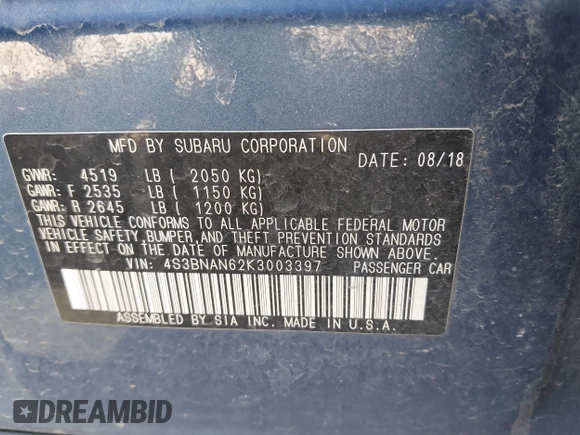 MFD BY SUBARU CORPORATION
DATE: 08/18
GVWR: 4519 LB ( 2050 KG)
GAWR: F 2535 LB ( 1150 KG)
GAWR: R 2645 LB ( 1200 KG)
THIS VEHICLE CONFORMS TO ALL APPLICABLE FEDERAL MOTOR
VEHICLE SAFETY, BUMPER, AND THEFT PREVENTION STANDARDS
IN EFFECT ON THE DATE OF MANUFACTURE SHOWN ABOVE.
VIN: 4S3BNAN62K3003397 PASSENGER CAR
ASSEMBLED BY SIA INC. MADE IN U.S.A.
DREAMBID